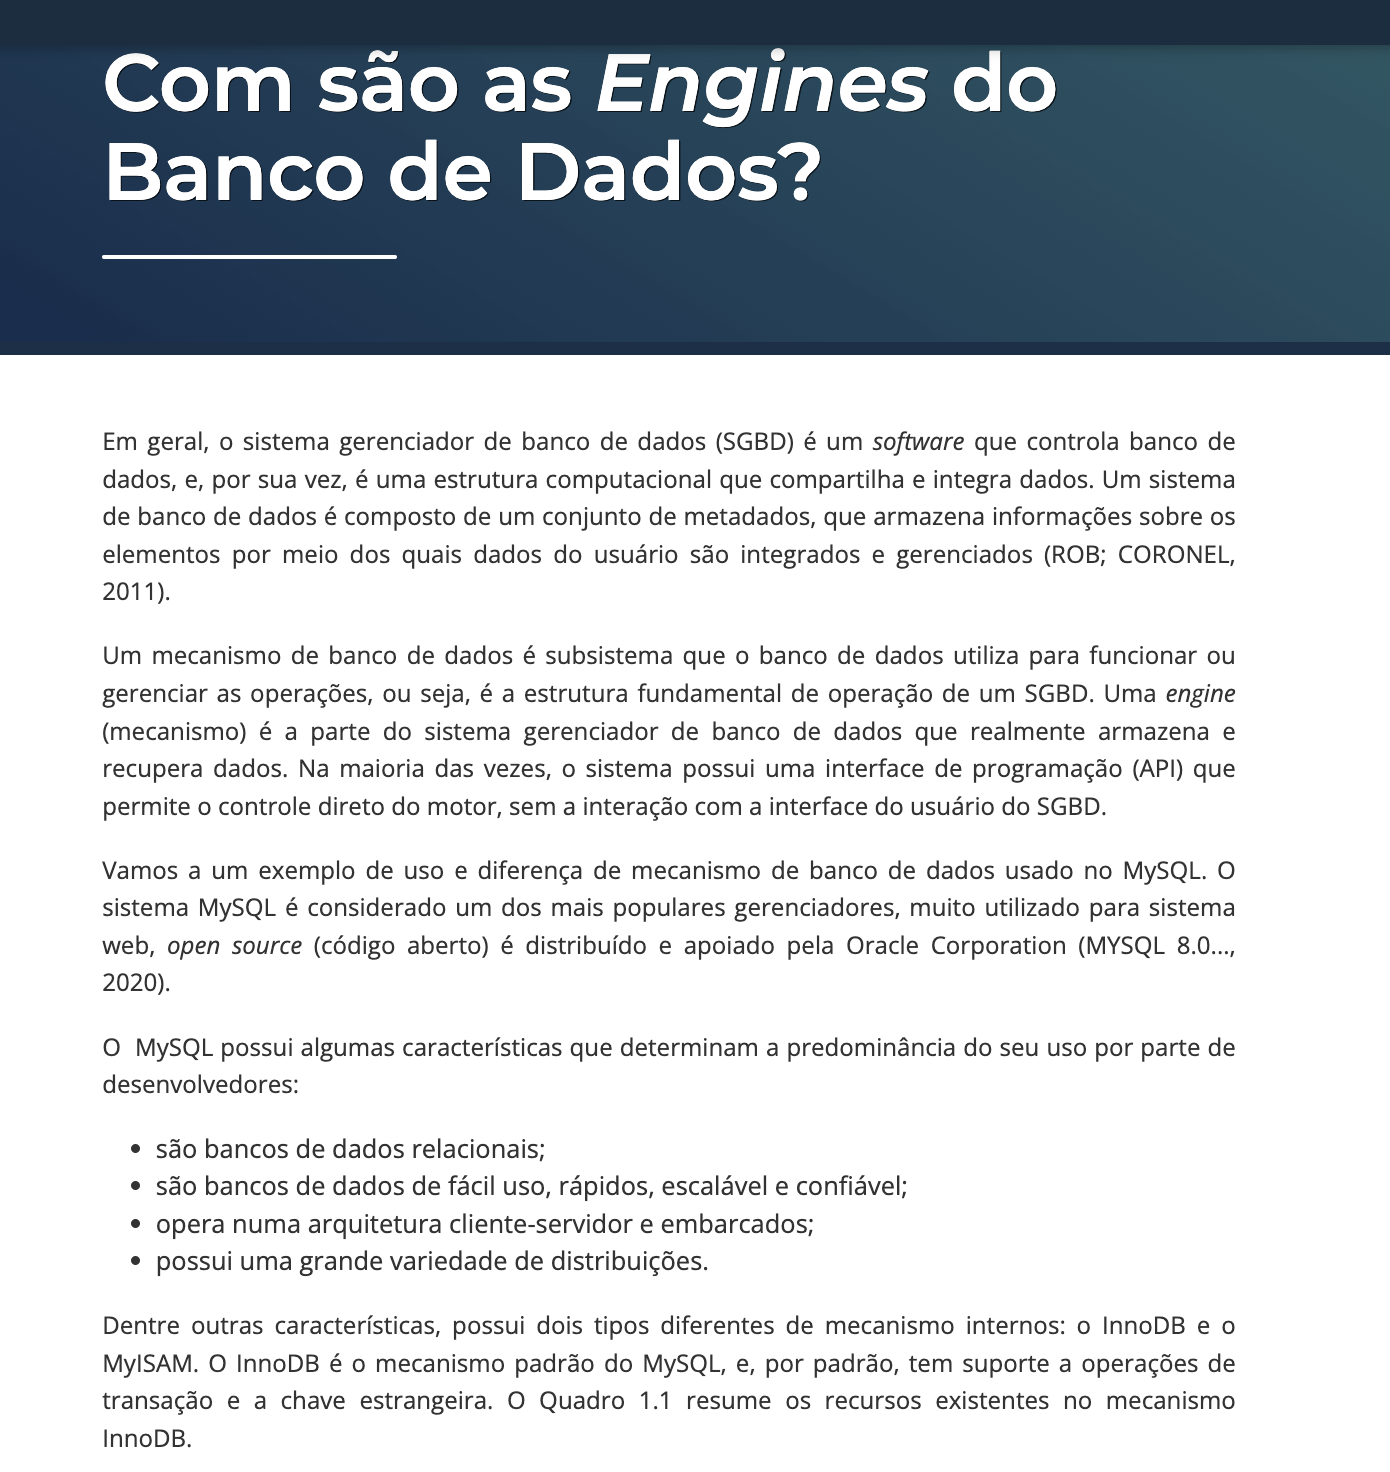 Com são as Engines do
Banco de Dados?
Em geral, o sistema gerenciador de banco de dados (SGBD) é um software que controla banco de
dados, e, por sua vez, é uma estrutura computacional que compartilha e integra dados. Um sistema
de banco de dados é composto de um conjunto de metadados, que armazena informações sobre os
elementos por meio dos quais dados do usuário são integrados e gerenciados (ROB; CORONEL,
2011).
Um mecanismo de banco de dados é subsistema que o banco de dados utiliza para funcionar ou
gerenciar as operações, ou seja, é a estrutura fundamental de operação de um SGBD. Uma engine
(mecanismo) é a parte do sistema gerenciador de banco de dados que realmente armazena e
recupera dados. Na maioria das vezes, o sistema possui uma interface de programação (API) que
permite o controle direto do motor, sem a interação com a interface do usuário do SGBD.
Vamos a um exemplo de uso e diferença de mecanismo de banco de dados usado no MySQL. O
sistema MySQL é considerado um dos mais populares gerenciadores, muito utilizado para sistema
web, open source (código aberto) é distribuído e apoiado pela Oracle Corporation (MYSQL 8.0...,
2020).
O  MySQL possui algumas características que determinam a predominância do seu uso por parte de
desenvolvedores:
• são bancos de dados relacionais;
• são bancos de dados de fácil uso, rápidos, escalável e confiável;
• opera numa arquitetura cliente-servidor e embarcados;
• possui uma grande variedade de distribuições.
Dentre outras características, possui dois tipos diferentes de mecanismo internos: o InnoDB e o
MyISAM. O InnoDB é o mecanismo padrão do MySQL, e, por padrão, tem suporte a operações de
transação e a chave estrangeira. O Quadro 1.1 resume os recursos existentes no mecanismo
InnoDB.